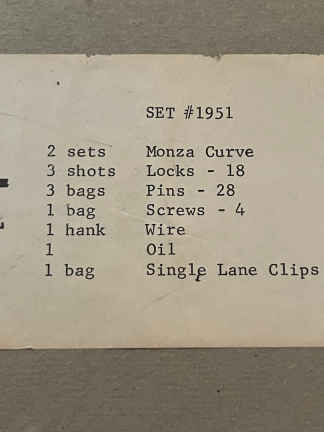 SET #1951
2 sets Monza Curve
3 shots Locks - 18
3 bags Pins - 28
1 bag Screws - 4
1 hank Wire
1 Oil
1 bag Single Lane Clips